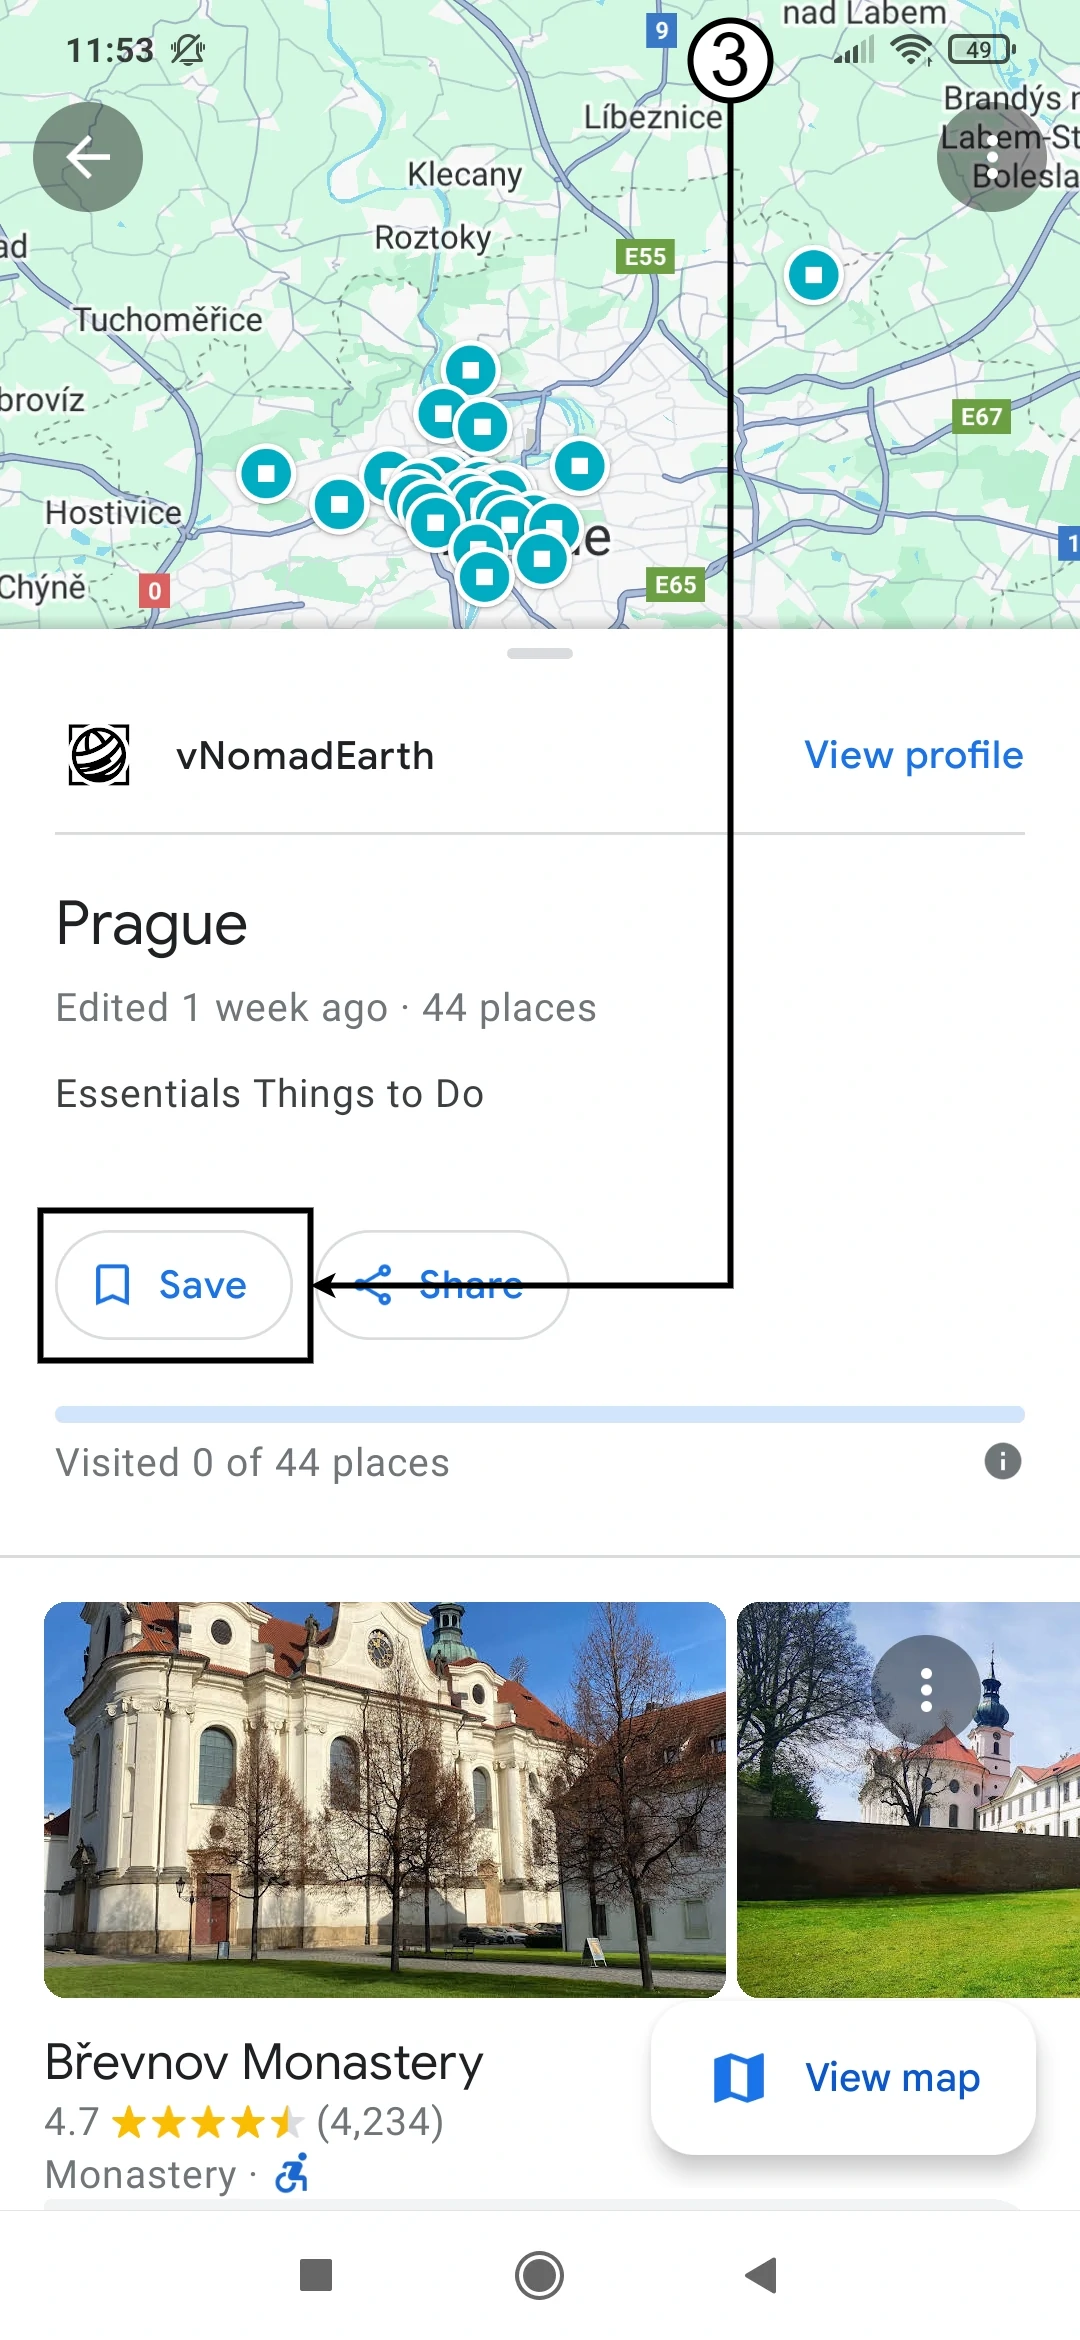 nad Labem
11:53
9
3
49
Líbeznice
Brandýs n
Labem-St
Bolesla
Klecany
Roztoky
ad
E55
Tuchoměřice
brovíz
E67
Hostivice
e
1
Chýně
0
E65
vNomadEarth
View profile
Prague
Edited 1 week ago · 44 places
Essentials Things to Do
Save
Share
Visited 0 of 44 places
Břevnov Monastery
View map
4.7 (4,234)
Monastery ·